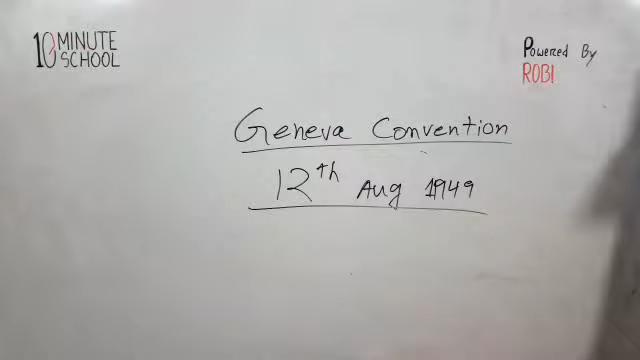 10 MINUTE SCHOOL
Powered By
ROBI
Geneva Convention
12th Aug 1949